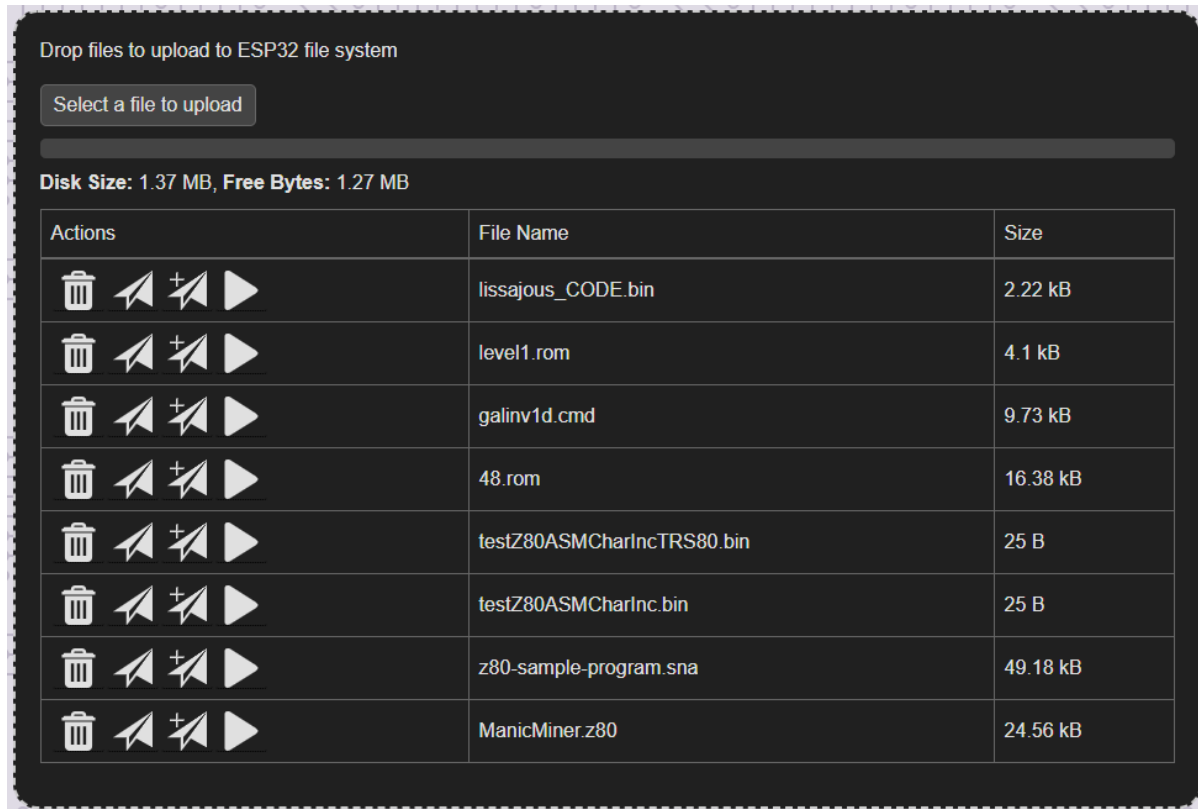 Drop files to upload to ESP32 file system
Select a file to upload
Disk Size: 1.37 MB, Free Bytes: 1.27 MB
Actions File Name Size
lissajous_CODE.bin 2.22 kB
level1.rom 4.1 kB
galinv1d.cmd 9.73 kB
48.rom 16.38 kB
testZ80ASMCharIncTRS80.bin 25 B
testZ80ASMCharInc.bin 25 B
z80-sample-program.sna 49.18 kB
ManicMiner.z80 24.56 kB